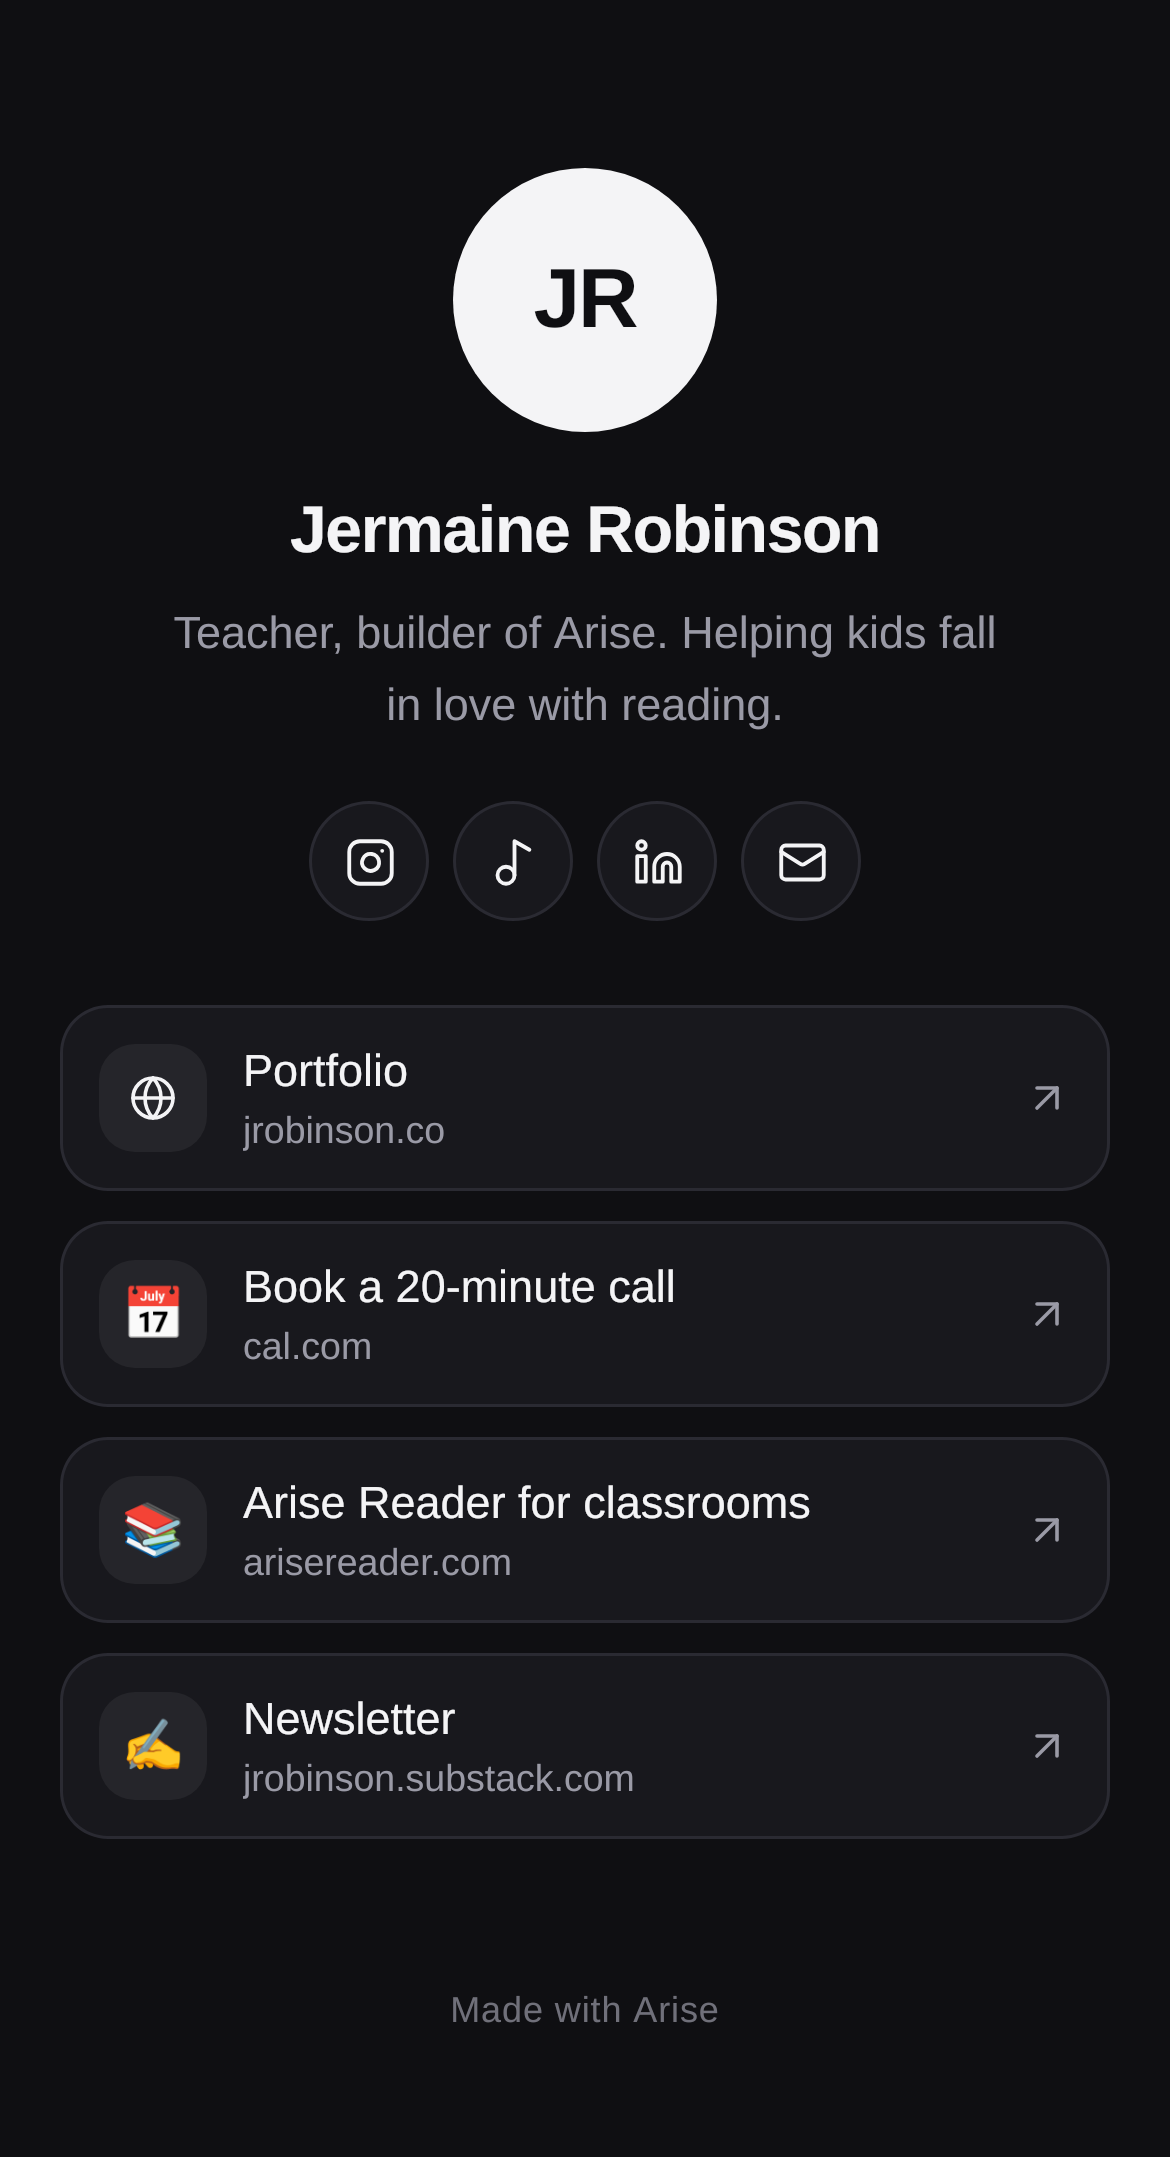 JR
Jermaine Robinson
Teacher, builder of Arise. Helping kids fall
in love with reading.
in
Portfolio
jrobinson.co
July
17
Book a 20-minute call
cal.com
Arise Reader for classrooms
arisereader.com
Newsletter
jrobinson.substack.com
Made with Arise